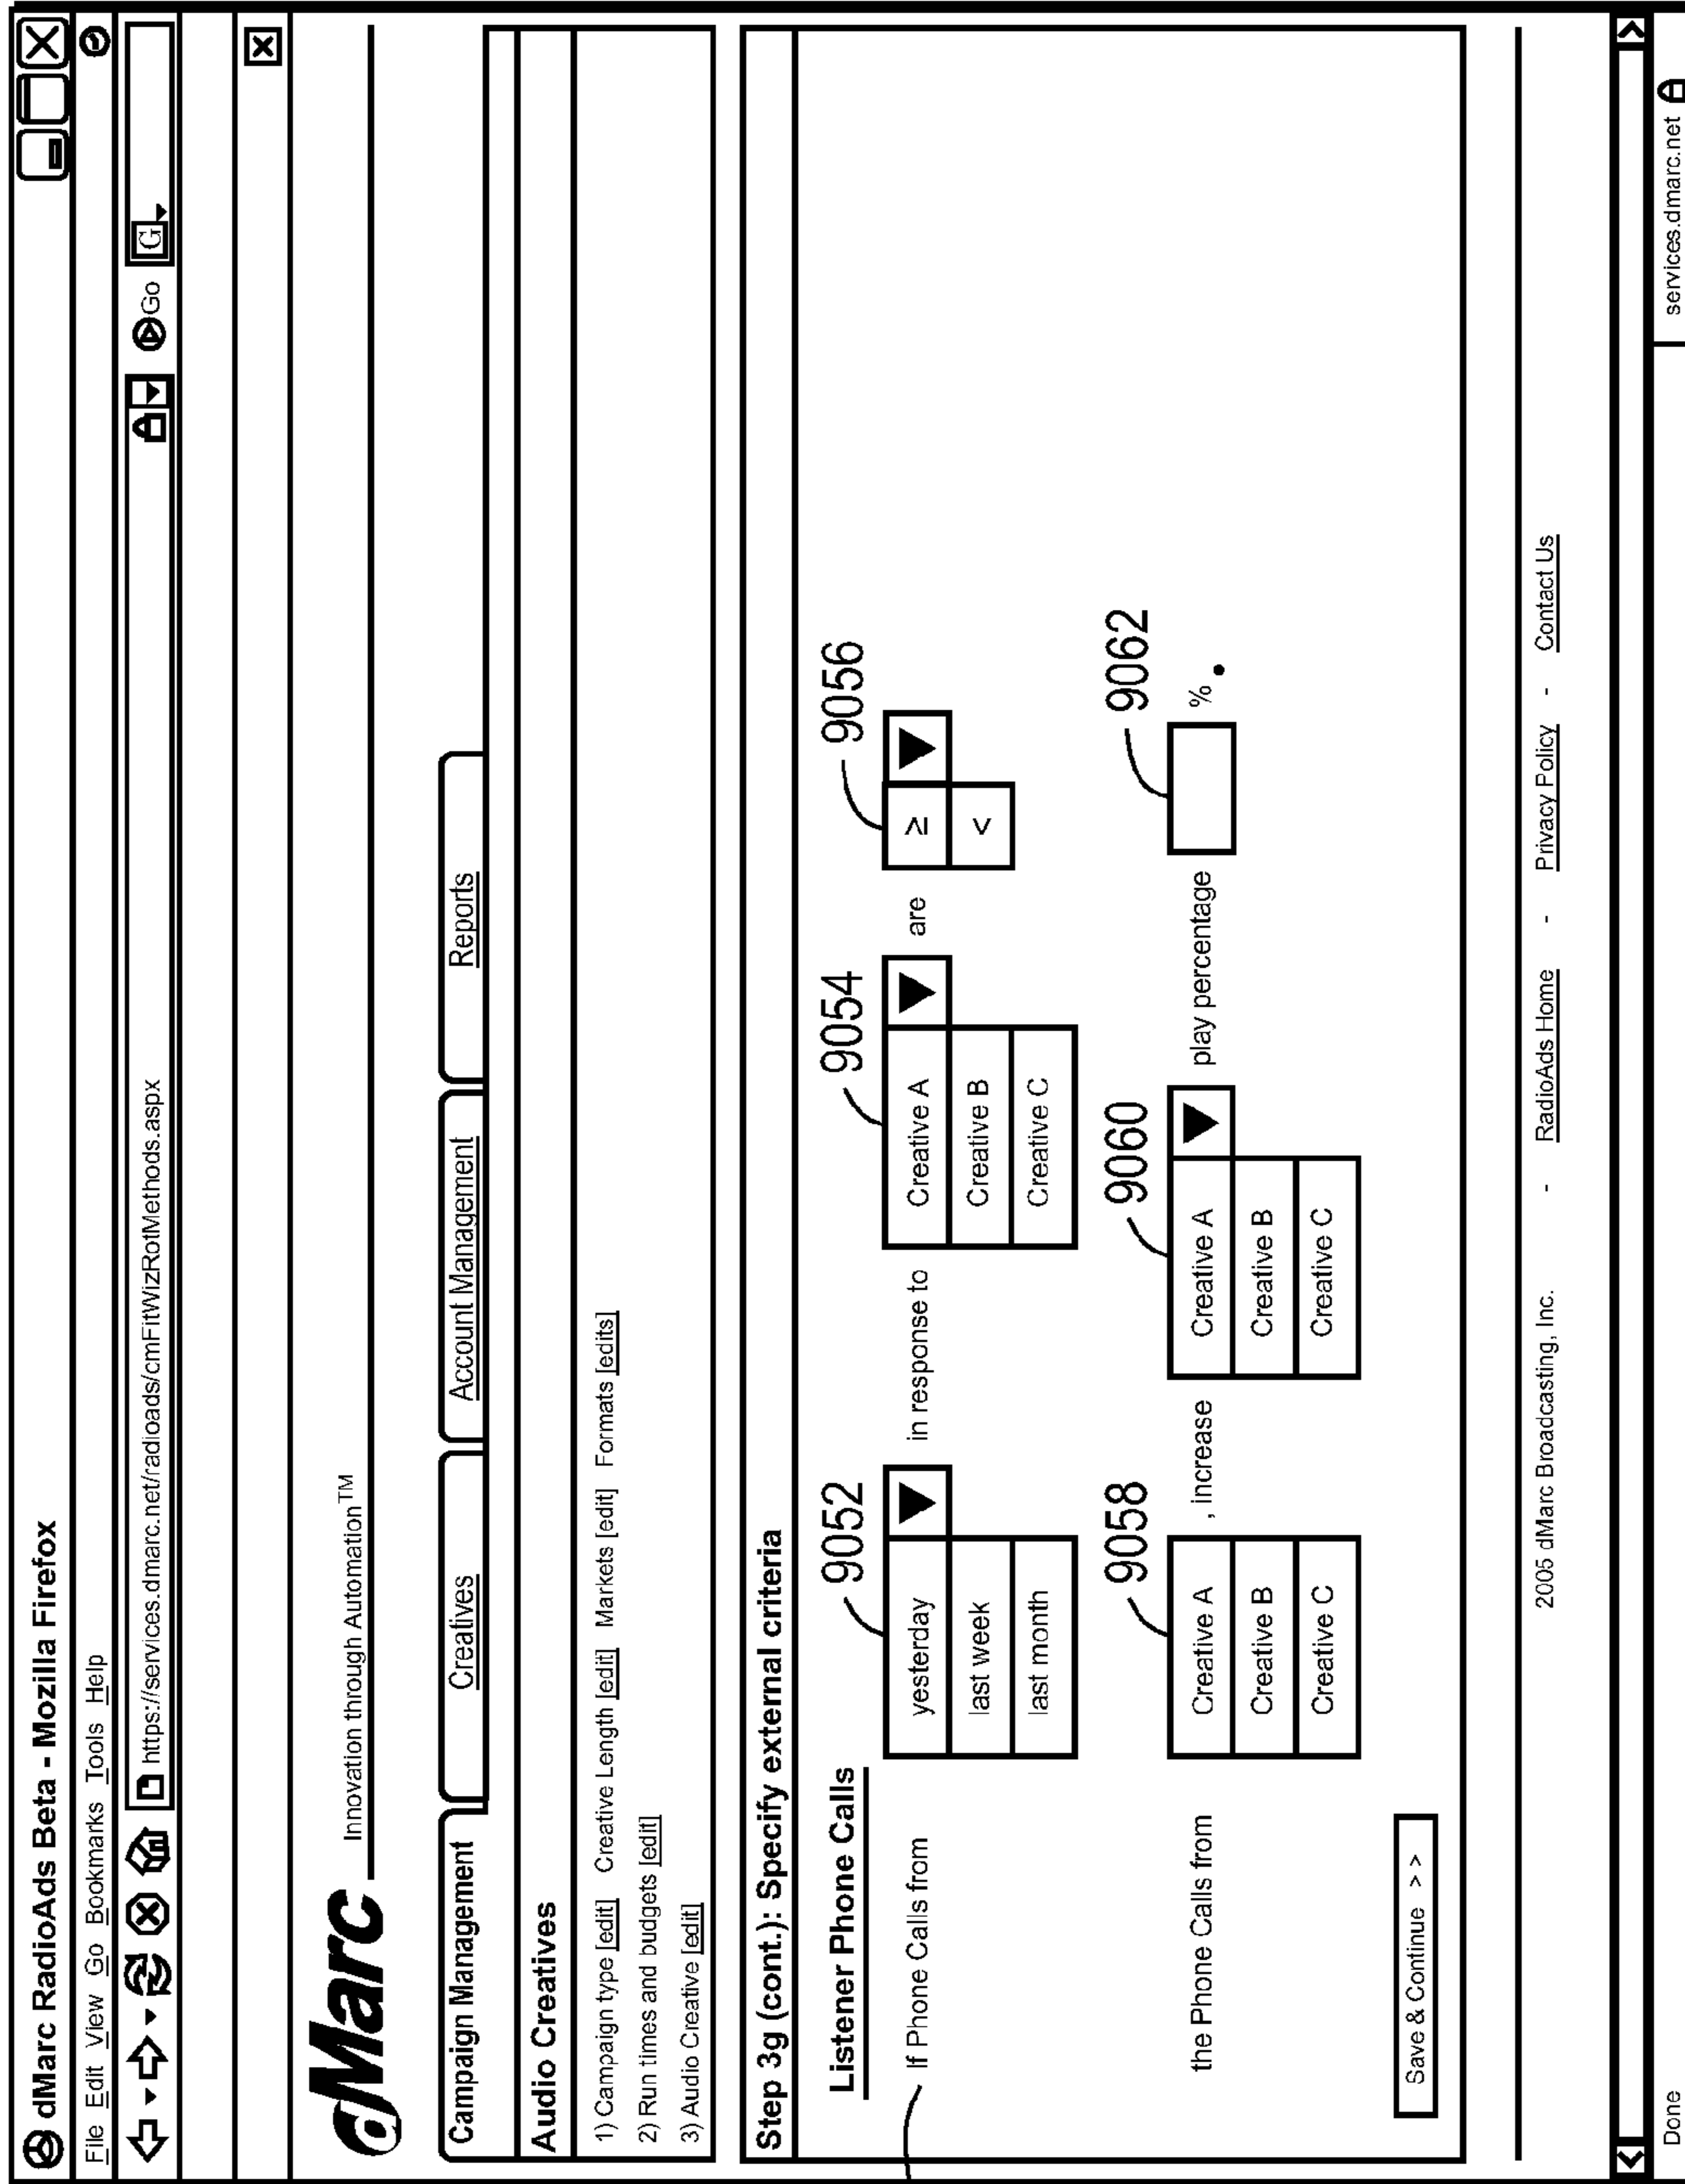 dMarc RadioAds Beta - Mozilla Firefox
File Edit View Go Bookmarks Tools Help
https://services.dmarc.net/radioads/cmFitWizRotMethods.aspx Go G
dMarc Innovation through Automation™
Campaign Management Creatives Account Management Reports
Audio Creatives
1) Campaign type [edit] Creative Length [edit] Markets [edit] Formats [edits]
2) Run times and budgets [edit]
3) Audio Creative [edit]
Step 3g (cont.): Specify external criteria
Listener Phone Calls 9052 9054 9056
If Phone Calls from yesterday in response to Creative A are ≥
last week Creative B <
last month Creative C
9058 9060 9062
the Phone Calls from Creative A , increase Creative A play percentage %.
Creative B Creative B
Creative C Creative C
Save & Continue > >
2005 dMarc Broadcasting, Inc. - RadioAds Home - Privacy Policy - Contact Us
Done services.dmarc.net